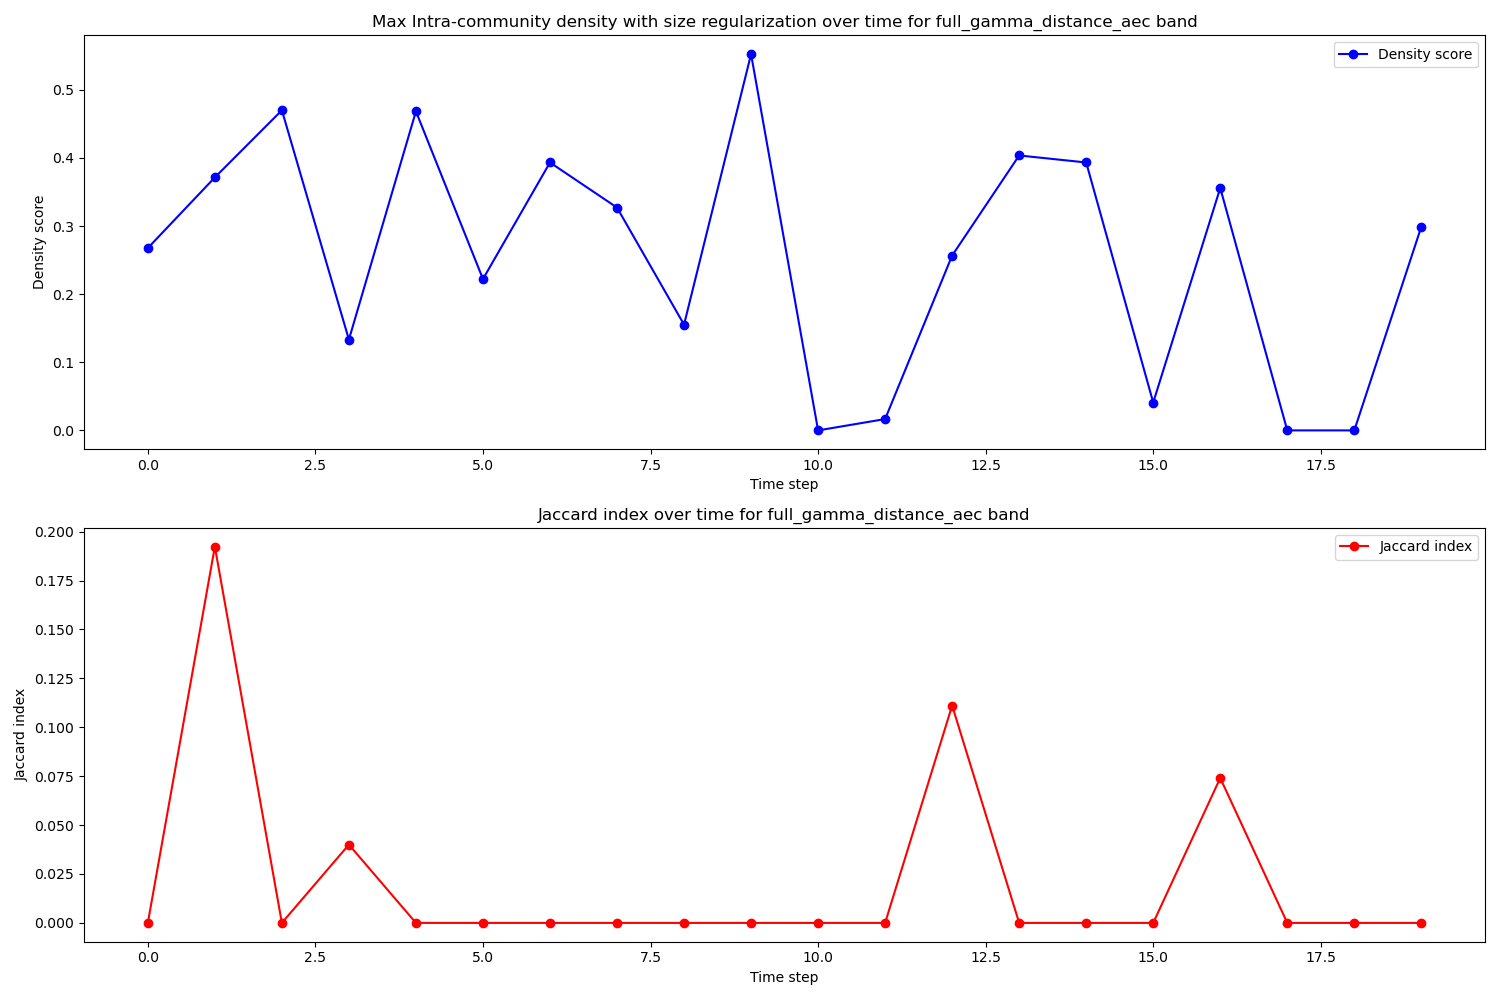 Max Intra-community density with size regularization over time for full_gamma_distance_aec band
Density score
0.5
0.4
0.3
0.2
0.1
0.0
Density score
0.0 2.5 5.0 7.5 10.0 12.5 15.0 17.5
Time step
Jaccard index over time for full_gamma_distance_aec band
Jaccard index
0.200
0.175
0.150
0.125
0.100
0.075
0.050
0.025
0.000
Jaccard index
0.0 2.5 5.0 7.5 10.0 12.5 15.0 17.5
Time step